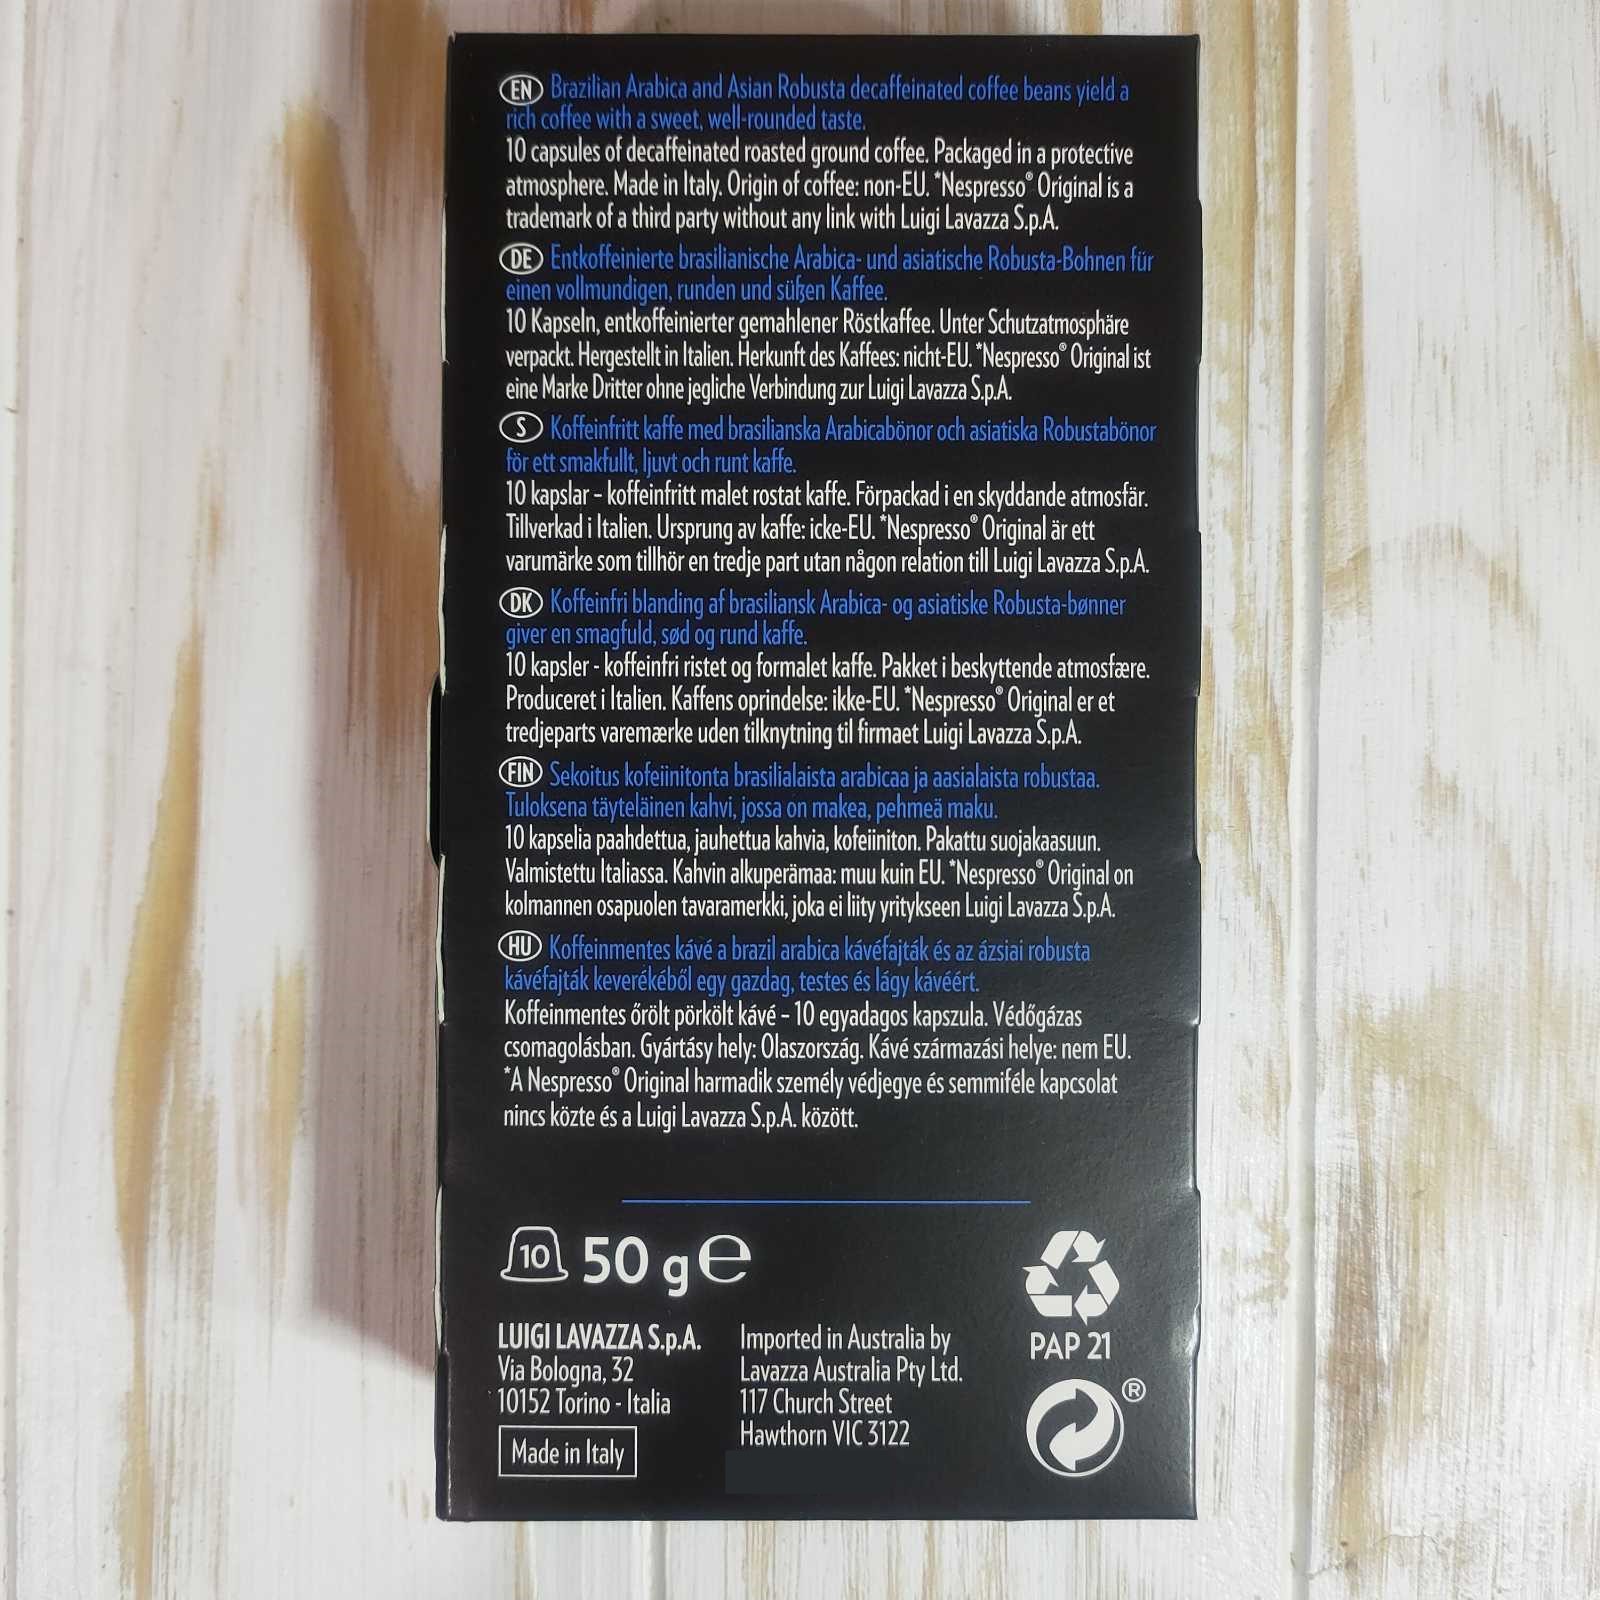 EN Brazilian Arabica and Asian Robusta decaffeinated coffee beans yield a
rich coffee with a sweet, well-rounded taste.
10 capsules of decaffeinated roasted ground coffee. Packaged in a protective
atmosphere. Made in Italy. Origin of coffee: non-EU. *Nespresso® Original is a
trademark of a third party without any link with Luigi Lavazza S.p.A.
DE Entkoffeinierte brasilianische Arabica- und asiatische Robusta-Bohnen für
einen vollmundigen, runden und süßen Kaffee.
10 Kapseln, entkoffeinierter gemahlener Röstkaffee. Unter Schutzatmosphäre
verpackt. Hergestellt in Italien. Herkunft des Kaffees: nicht-EU. *Nespresso® Original ist
eine Marke Dritter ohne jegliche Verbindung zur Luigi Lavazza S.p.A.
S Koffeinfritt kaffe med brasilianska Arabicabönor och asiatiska Robustabönor
för ett smakfullt, ljuvt och runt kaffe.
10 kapslar – koffeinfritt malet rostat kaffe. Förpackad i en skyddande atmosfär.
Tillverkad i Italien. Ursprung av kaffe: icke-EU. *Nespresso® Original är ett
varumärke som tillhör en tredje part utan någon relation till Luigi Lavazza S.p.A.
DK Koffeinfri blanding af brasiliansk Arabica- og asiatiske Robusta-bønner
giver en smagfuld, sød og rund kaffe.
10 kapsler - koffeinfri ristet og formalet kaffe. Pakket i beskyttende atmosfære.
Produceret i Italien. Kaffens oprindelse: ikke-EU. *Nespresso® Original er et
tredjeparts varemærke uden tilknytning til firmaet Luigi Lavazza S.p.A.
FIN Sekoitus kofeiinitonta brasilialaista arabicaa ja aasialaista robustaa.
Tuloksena täyteläinen kahvi, jossa on makea, pehmeä maku.
10 kapselia paahdettua, jauhettua kahvia, kofeiiniton. Pakattu suojakaasuun.
Valmistettu Italiassa. Kahvin alkuperämaa: muu kuin EU. *Nespresso® Original on
kolmannen osapuolen tavaramerkki, joka ei liity yritykseen Luigi Lavazza S.p.A.
HU Koffeinmentes kávé a brazil arabica kávéfajták és az ázsiai robusta
kávéfajták keverékéből egy gazdag, testes és lágy kávéért.
Koffeinmentes őrölt pörkölt kávé – 10 egyadagos kapszula. Védőgázas
csomagolásban. Gyártásy hely: Olaszország. Kávé származási helye: nem EU.
*A Nespresso® Original harmadik személy védjegye és semmiféle kapcsolat
nincs közte és a Luigi Lavazza S.p.A. között.
10 50 g e
LUIGI LAVAZZA S.p.A.
Via Bologna, 32
10152 Torino - Italia
Made in Italy
Imported in Australia by
Lavazza Australia Pty Ltd.
117 Church Street
Hawthorn VIC 3122
PAP 21
®